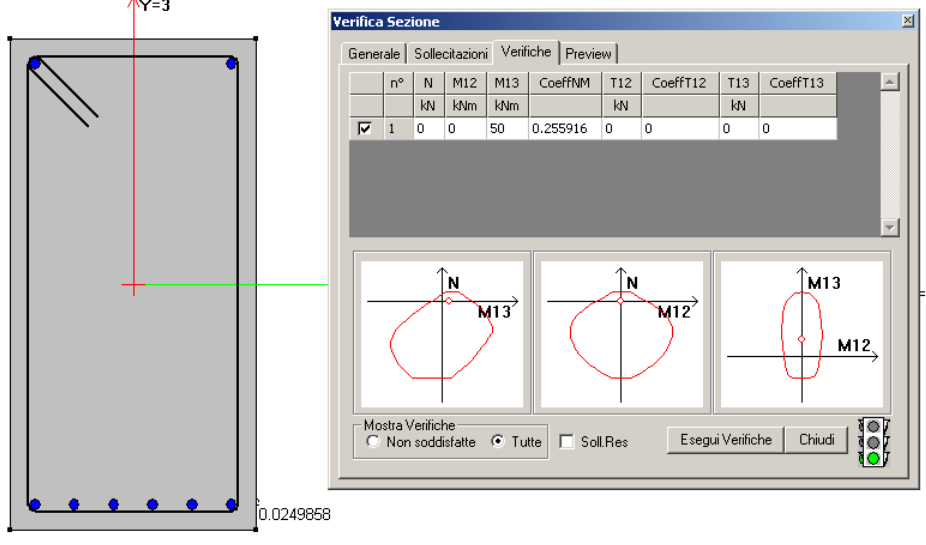 Y=3
Verifica Sezione
Generale Sollecitazioni Verifiche Preview
n° N M12 M13 CoeffNM T12 CoeffT12 T13 CoeffT13
kN kNm kNm kN kN
1 0 0 50 0.255916 0 0 0 0
N
M13
N
M12
M13
M12
Mostra Verifiche
Non soddisfatte Tutte Soll.Res Esegui Verifiche Chiudi
0.0249858
=